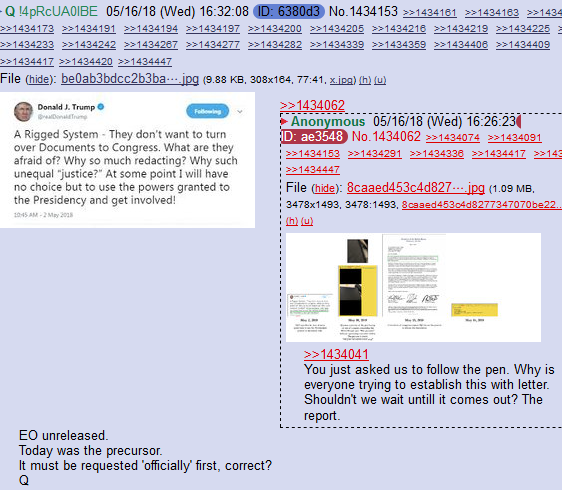 Q !4pRcUA0lBE 05/16/18 (Wed) 16:32:08 ID: 6380d3 No.1434153 >>1434161 >>1434163 >>1434
>>1434173 >>1434191 >>1434194 >>1434197 >>1434200 >>1434205 >>1434216 >>1434219 >>1434225 >
>>1434233 >>1434242 >>1434267 >>1434277 >>1434282 >>1434339 >>1434359 >>1434406 >>1434409
>>1434417 >>1434420 >>1434447
File (hide): be0ab3bdcc2b3ba⋯.jpg (9.88 KB, 308x164, 77:41, x.jpg) (h) (u)
Donald J. Trump
@realDonaldTrump
Following
A Rigged System - They don't want to turn
over Documents to Congress. What are they
afraid of? Why so much redacting? Why such
unequal “justice?” At some point I will have
no choice but to use the powers granted to
the Presidency and get involved!
10:45 AM - 2 May 2018
>>1434062
Anonymous 05/16/18 (Wed) 16:26:23
ID: ae3548 No.1434062 >>1434074 >>1434091
>>1434153 >>1434291 >>1434336 >>1434417 >>143
>>1434447
File (hide): 8caaed453c4d827⋯.jpg (1.09 MB,
3478x1493, 3478:1493, 8caaed453c4d8277347070be22...
(h) (u)
>>1434041
You just asked us to follow the pen. Why is
everyone trying to establish this with letter.
Shouldn't we wait untill it comes out? The
report.
EO unreleased.
Today was the precursor.
It must be requested 'officially' first, correct?
Q